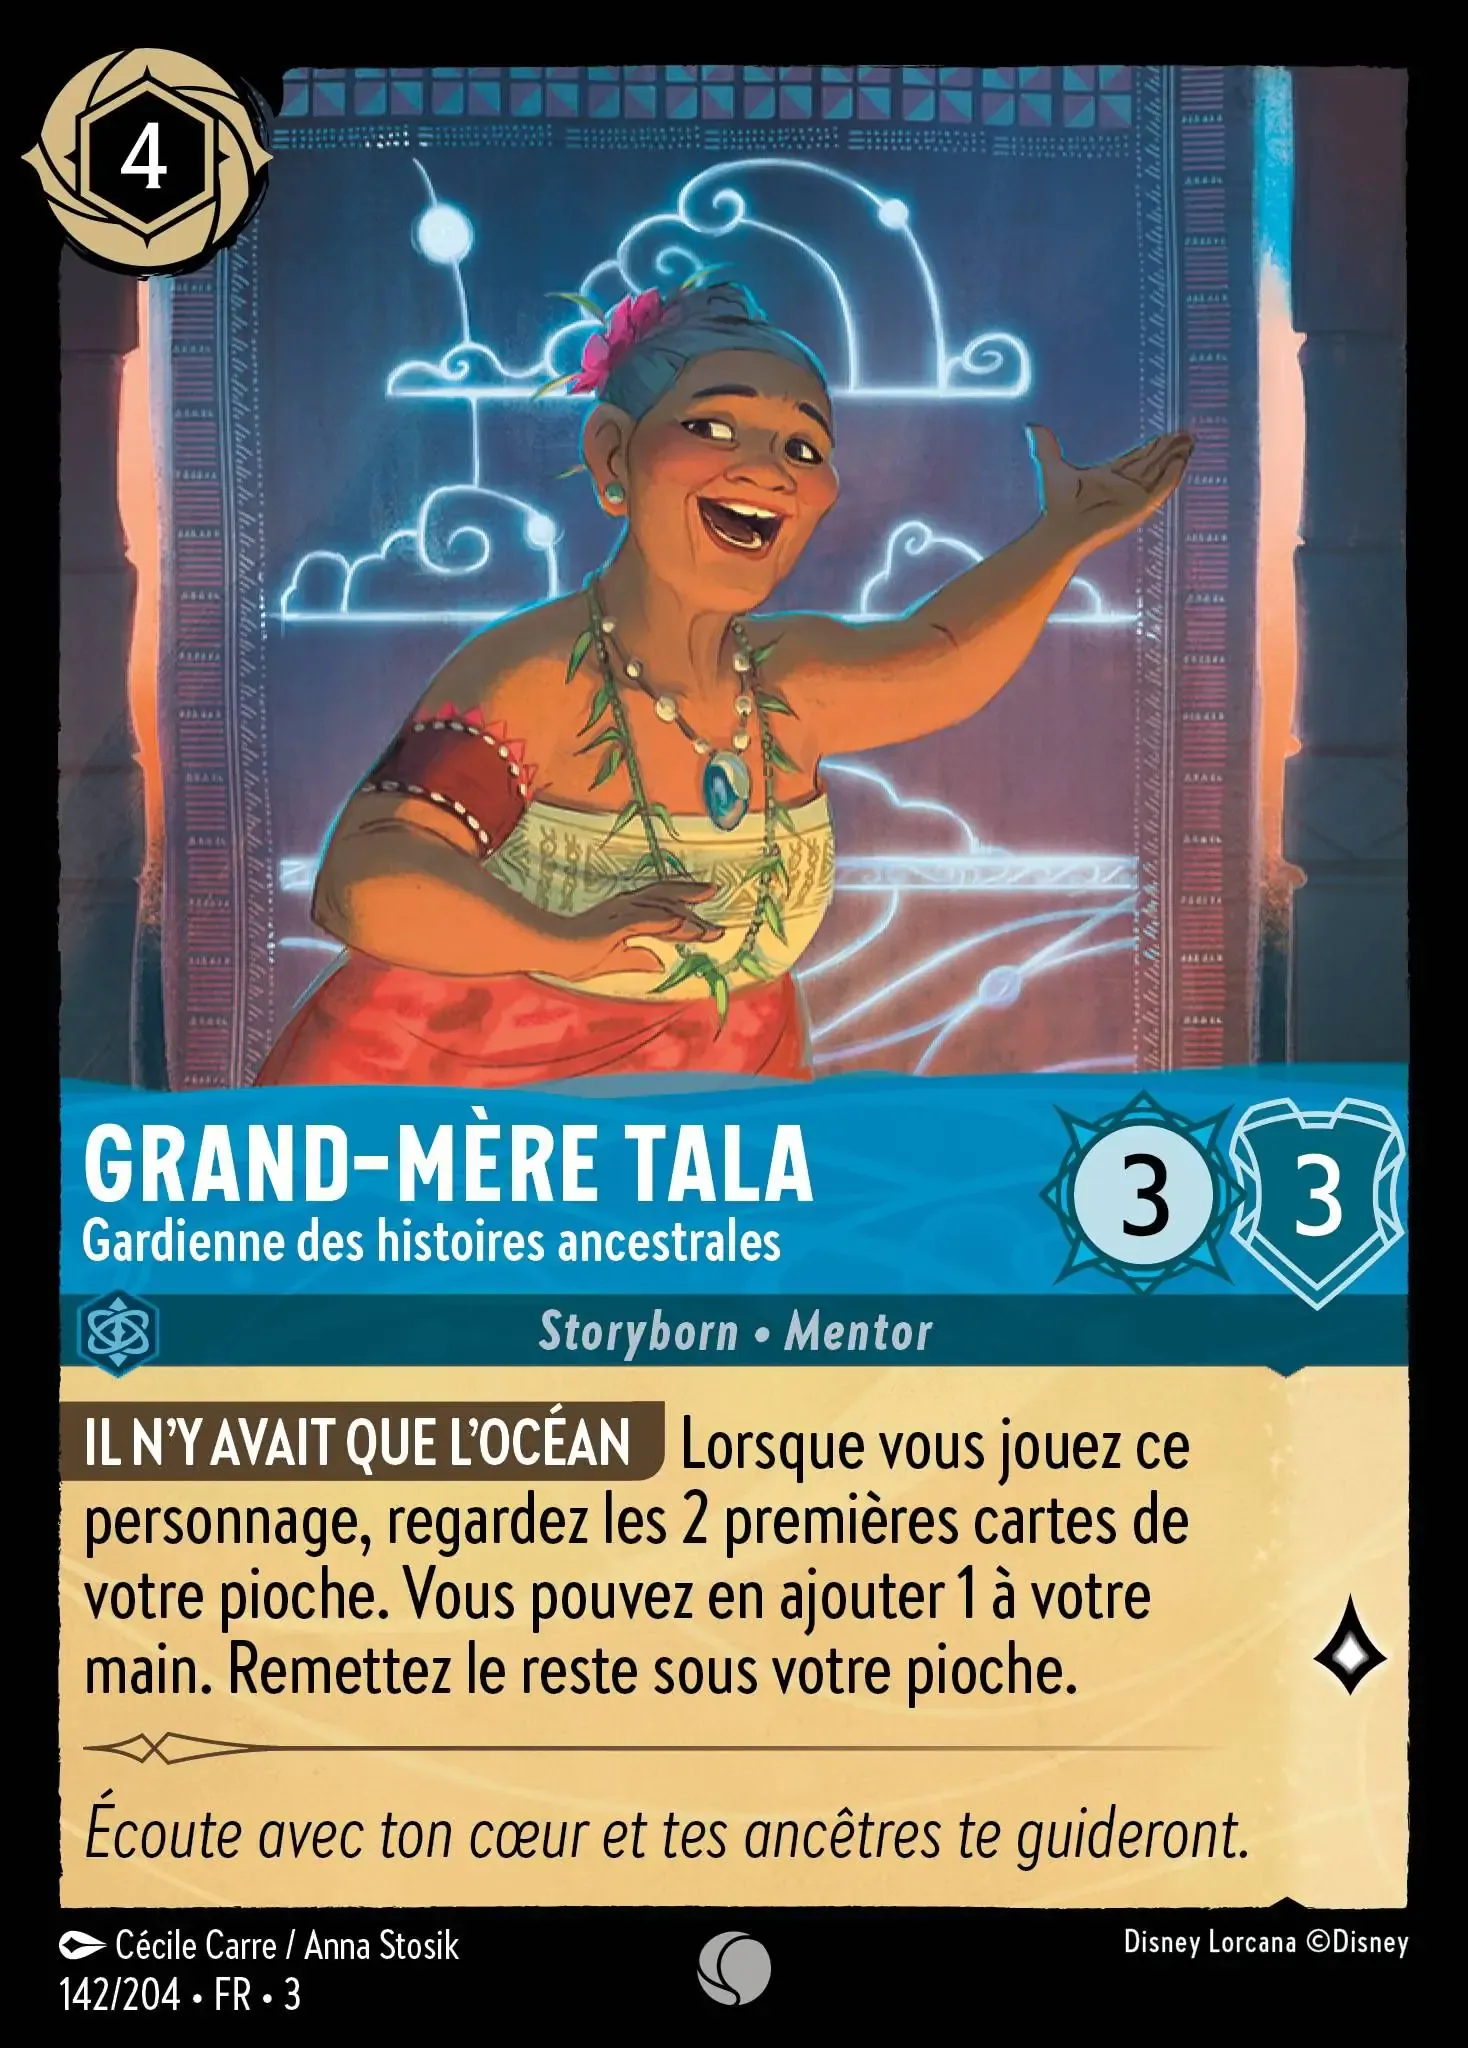 4
GRAND-MÈRE TALA
Gardienne des histoires ancestrales
3
3
Storyborn • Mentor
IL N'Y AVAIT QUE L'OCÉAN Lorsque vous jouez ce
personnage, regardez les 2 premières cartes de
votre pioche. Vous pouvez en ajouter 1 à votre
main. Remettez le reste sous votre pioche.
Écoute avec ton cœur et tes ancêtres te guideront.
Cécile Carre / Anna Stosik
Disney Lorcana ©Disney
142/204 • FR • 3